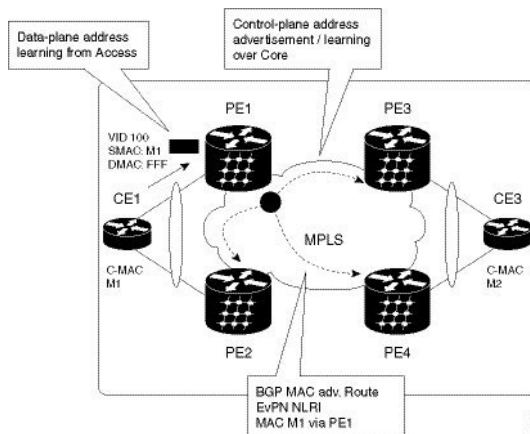 Data-plane address
learning from Access
Control-plane address
advertisement / learning
over Core
PE1
PE3
VID 100
SMAC: M1
DMAC: FFF
CE1
CE3
MPLS
C-MAC
M1
C-MAC
M2
PE2
PE4
BGP MAC adv. Route
EvPN NLRI
MAC M1 via PE1